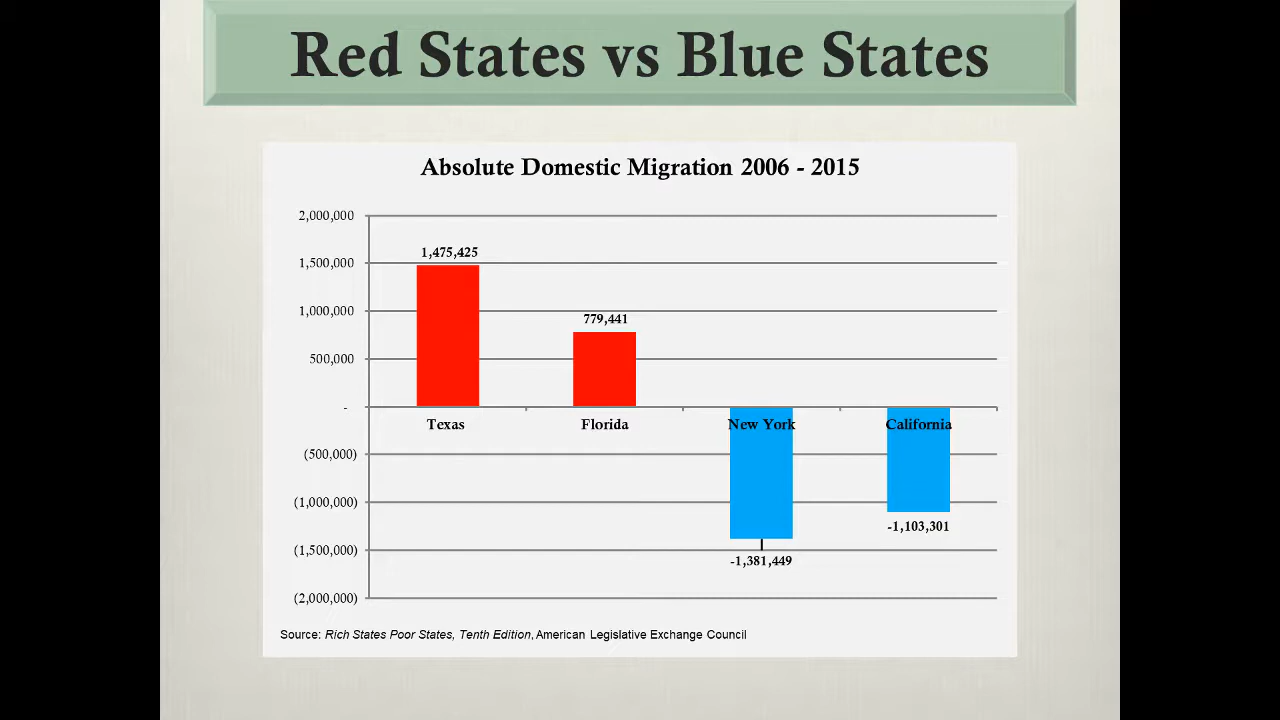 Red States vs Blue States
Absolute Domestic Migration 2006 - 2015
2,000,000
1,500,000
1,000,000
500,000
-
(500,000)
(1,000,000)
(1,500,000)
(2,000,000)
1,475,425
779,441
Texas
Florida
New York
California
-1,381,449
-1,103,301
Source: Rich States Poor States, Tenth Edition, American Legislative Exchange Council